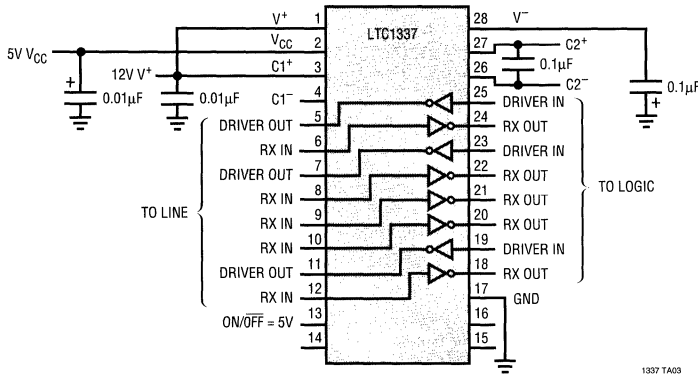 LTC1337
V+ 1
28 V−
5V VCC
VCC 2
27 C2+
12V V+
C1+ 3
0.1µF
26 C2−
0.1µF
+
0.01µF
0.01µF
+
C1− 4
25 DRIVER IN
DRIVER OUT 5
24 RX OUT
RX IN 6
23 DRIVER IN
DRIVER OUT 7
22 RX OUT
TO LINE
RX IN 8
21 RX OUT
TO LOGIC
RX IN 9
20 RX OUT
RX IN 10
19 DRIVER IN
DRIVER OUT 11
18 RX OUT
RX IN 12
17 GND
ON/OFF = 5V 13
16
14
15
1337 TA03